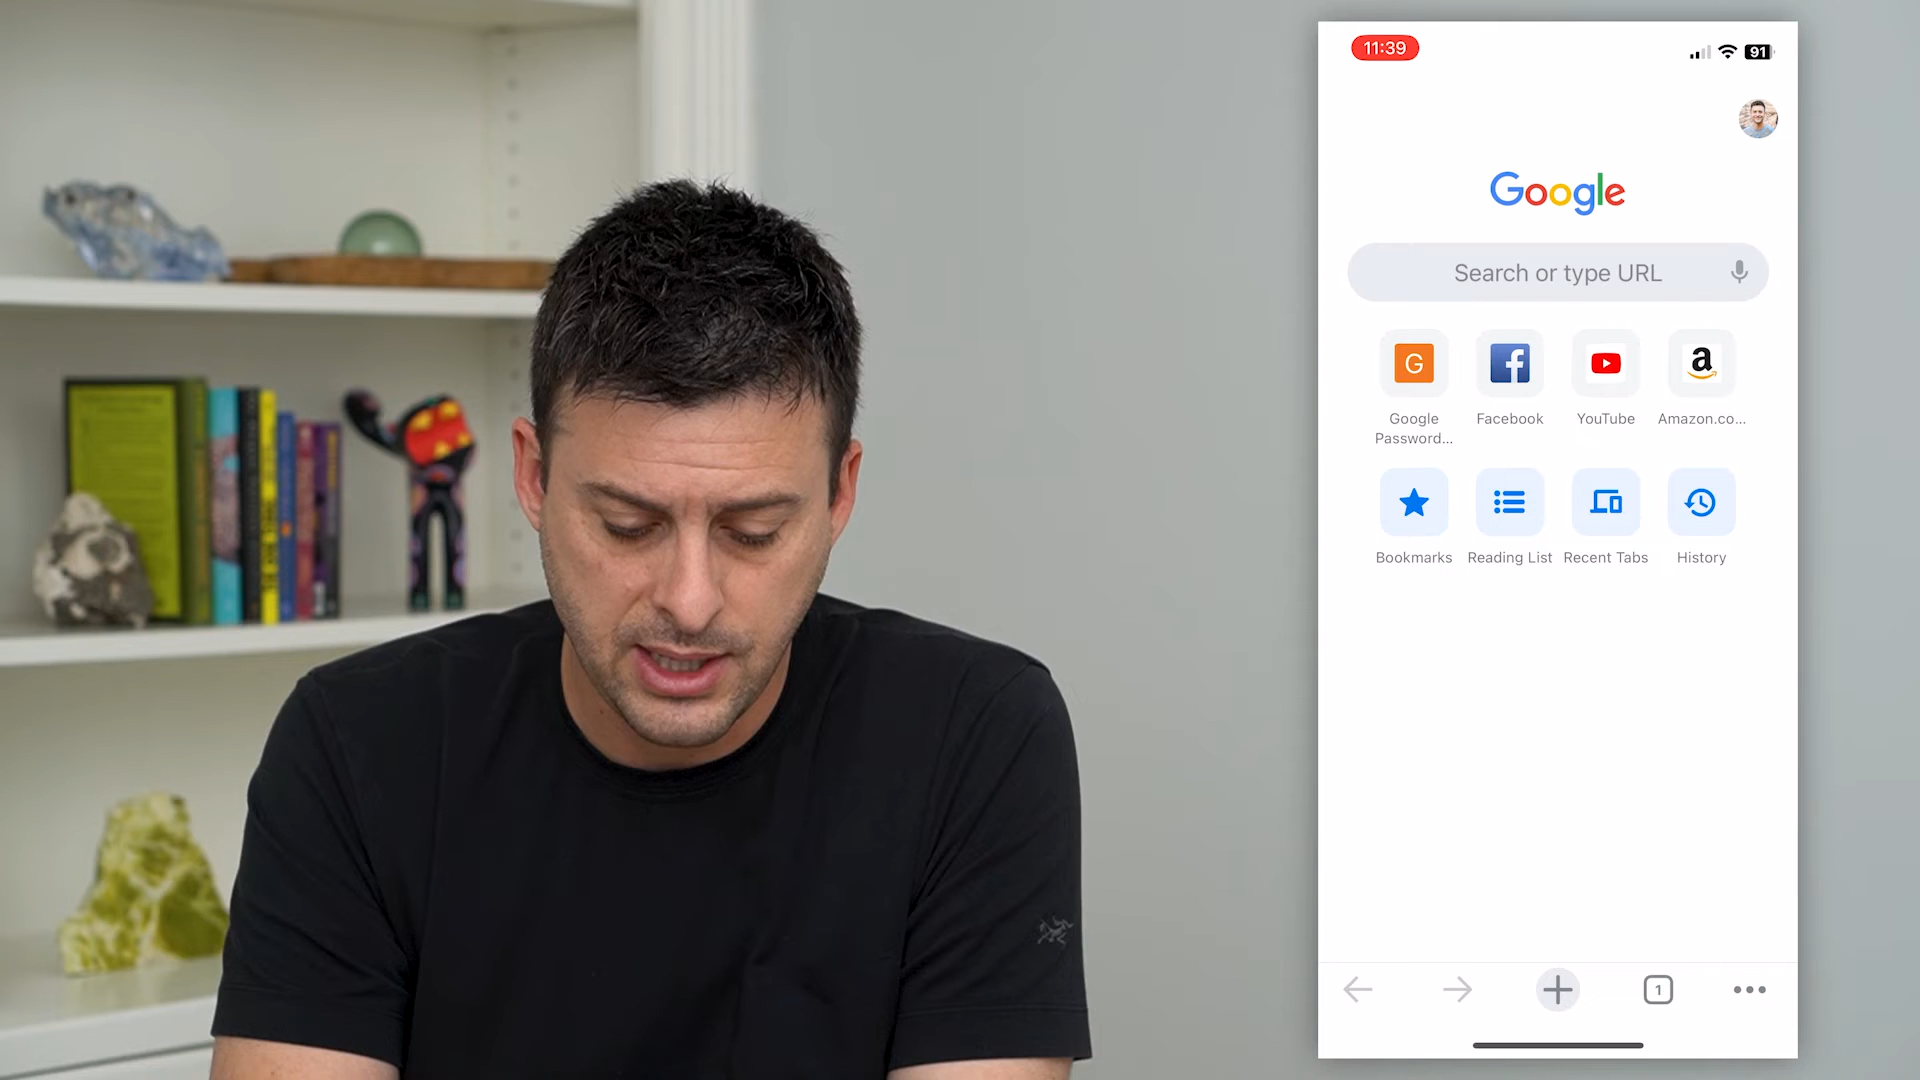 11:39
91
Google
Search or type URL
G
Google Password...
Facebook
YouTube
a
Amazon.co...
Bookmarks
Reading List
Recent Tabs
History
1